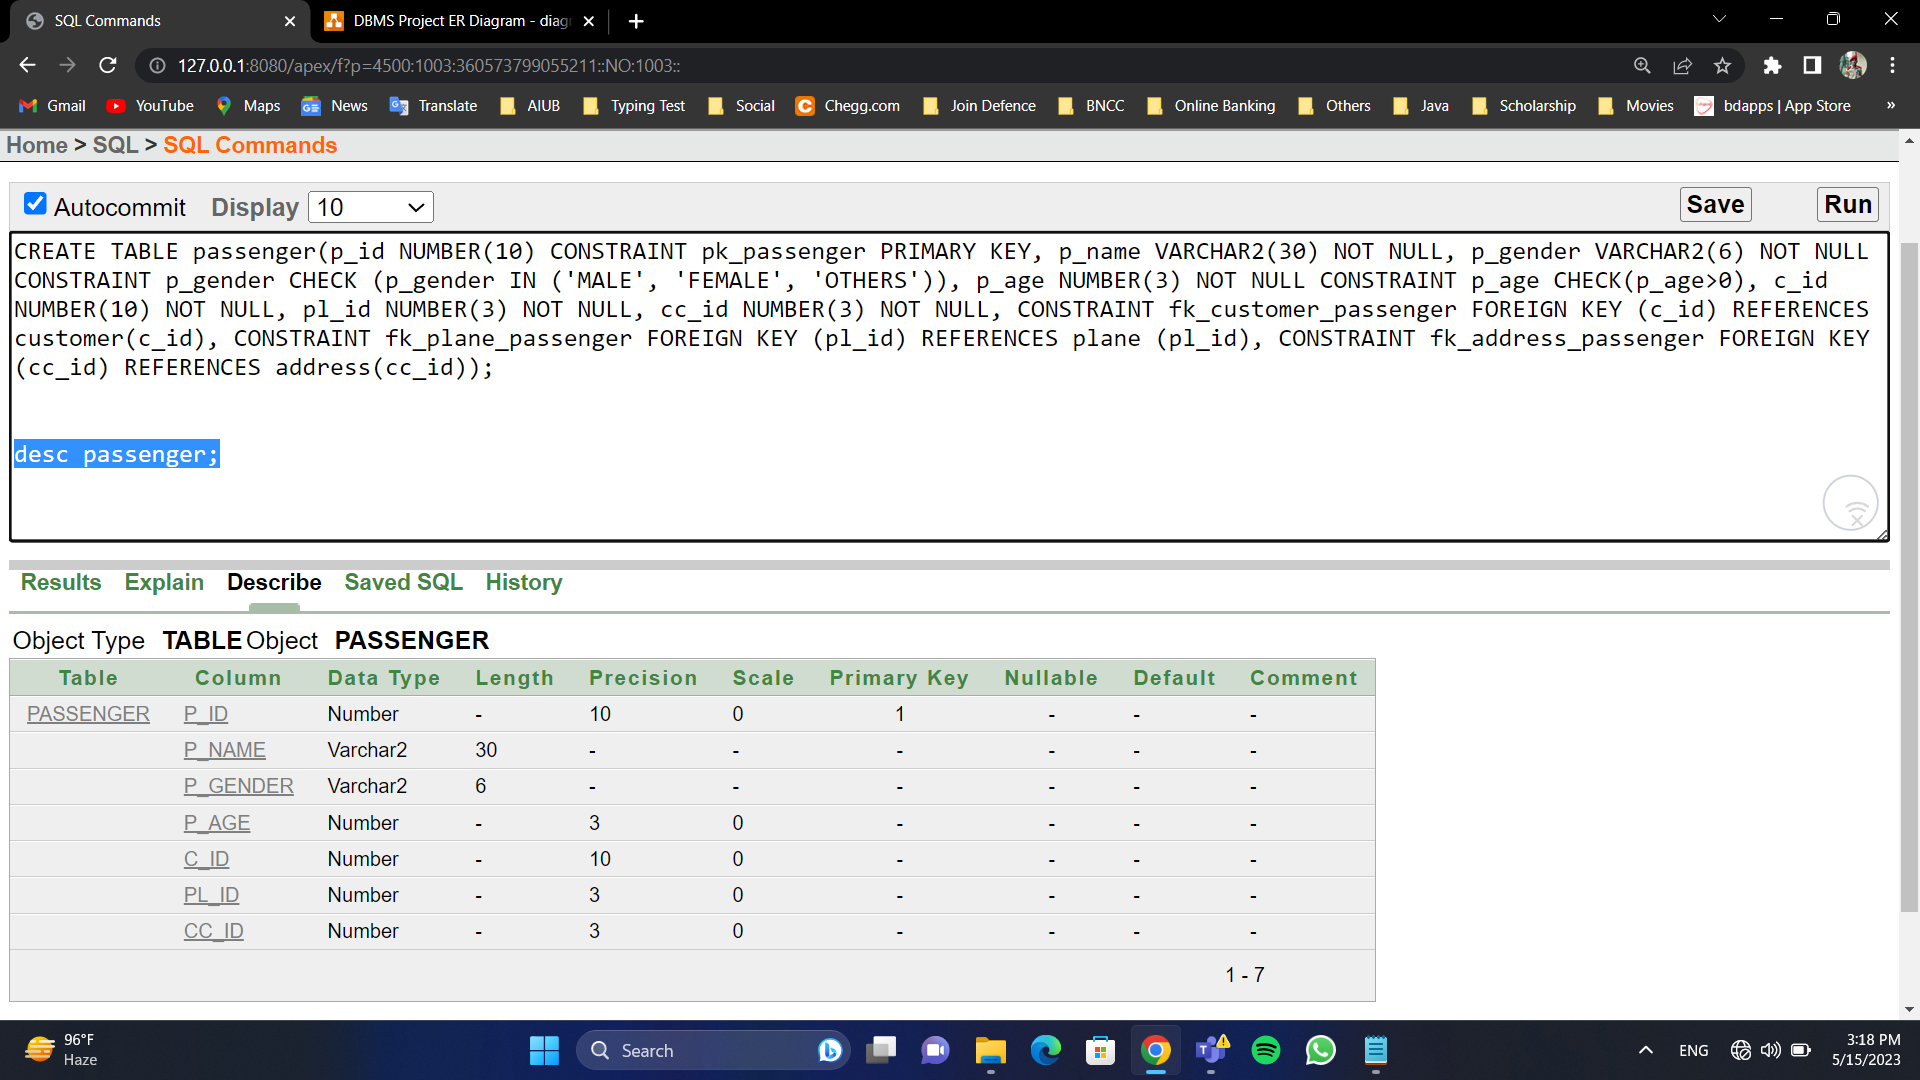 SQL Commands
DBMS Project ER Diagram - diag
127.0.0.1:8080/apex/f?p=4500:1003:360573799055211::NO:1003::
Gmail YouTube Maps News Translate AIUB Typing Test Social Chegg.com Join Defence BNCC Online Banking Others Java Scholarship Movies bdapps | App Store »
Home > SQL > SQL Commands
Autocommit Display 10 Save Run
CREATE TABLE passenger(p_id NUMBER(10) CONSTRAINT pk_passenger PRIMARY KEY, p_name VARCHAR2(30) NOT NULL, p_gender VARCHAR2(6) NOT NULL
CONSTRAINT p_gender CHECK (p_gender IN ('MALE', 'FEMALE', 'OTHERS')), p_age NUMBER(3) NOT NULL CONSTRAINT p_age CHECK(p_age>0), c_id
NUMBER(10) NOT NULL, pl_id NUMBER(3) NOT NULL, cc_id NUMBER(3) NOT NULL, CONSTRAINT fk_customer_passenger FOREIGN KEY (c_id) REFERENCES
customer(c_id), CONSTRAINT fk_plane_passenger FOREIGN KEY (pl_id) REFERENCES plane (pl_id), CONSTRAINT fk_address_passenger FOREIGN KEY
(cc_id) REFERENCES address(cc_id));
desc passenger;
Results Explain Describe Saved SQL History
Object Type TABLE Object PASSENGER
Table Column Data Type Length Precision Scale Primary Key Nullable Default Comment
PASSENGER P_ID Number - 10 0 1 - - -
P_NAME Varchar2 30 - - - - - -
P_GENDER Varchar2 6 - - - - - -
P_AGE Number - 3 0 - - - -
C_ID Number - 10 0 - - - -
PL_ID Number - 3 0 - - - -
CC_ID Number - 3 0 - - - -
1 - 7
96°F
Haze
Search
ENG
3:18 PM
5/15/2023